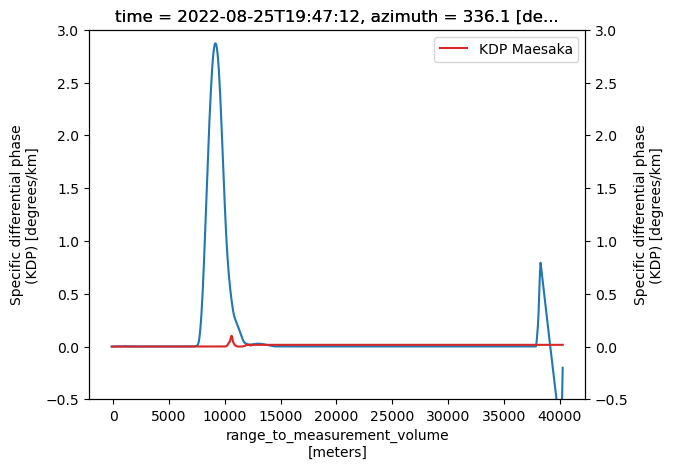 time = 2022-08-25T19:47:12, azimuth = 336.1 [de...
KDP Maesaka
3.0
2.5
2.0
1.5
1.0
0.5
0.0
−0.5
Specific differential phase
(KDP) [degrees/km]
3.0
2.5
2.0
1.5
1.0
0.5
0.0
−0.5
Specific differential phase
(KDP) [degrees/km]
0 5000 10000 15000 20000 25000 30000 35000 40000
range_to_measurement_volume
[meters]